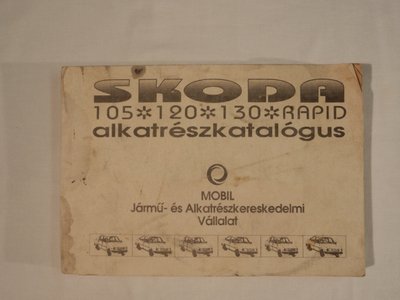 SKODA
105*120*130*RAPID
alkatrészkatalógus
MOBIL
Jármű- és Alkatrészkereskedelmi
Vállalat